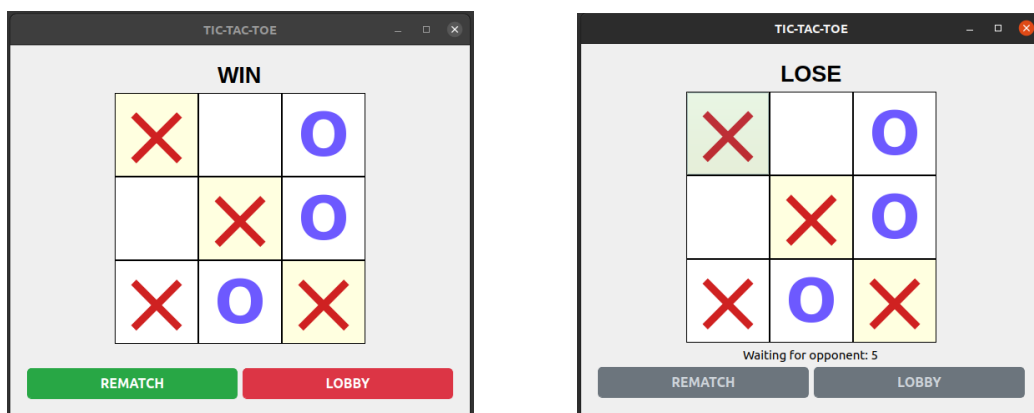 TIC-TAC-TOE
WIN
X O
X O
X O X
REMATCH LOBBY
TIC-TAC-TOE
LOSE
X O
X O
X O X
Waiting for opponent: 5
REMATCH LOBBY